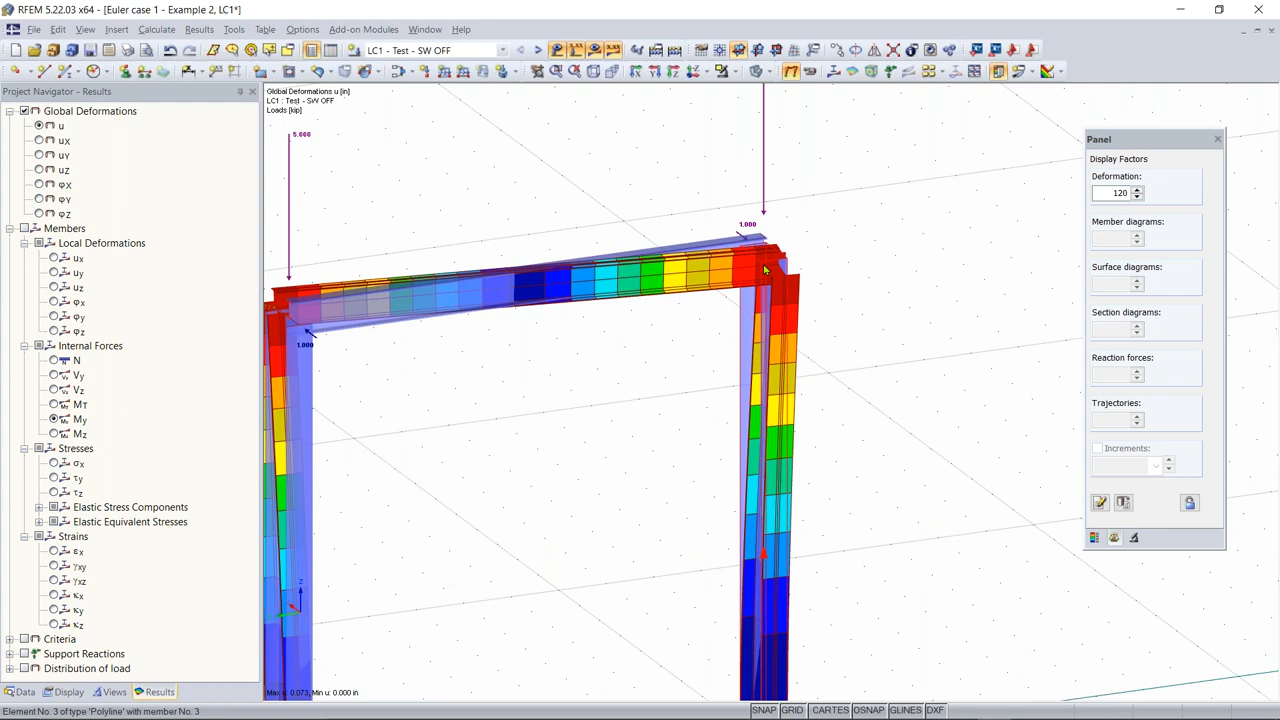 RFEM 5.22.03 x64 - [Euler case 1 - Example 2, LC1*]
File Edit View Insert Calculate Results Tools Table Options Add-on Modules Window Help
LC1 - Test - SW OFF
Project Navigator - Results
Global Deformations
u
uX
uY
uZ
φX
φY
φZ
Members
Local Deformations
ux
uy
uz
φx
φy
φz
Internal Forces
N
Vy
Vz
MT
My
Mz
Stresses
σx
τy
τz
Elastic Stress Components
Elastic Equivalent Stresses
Strains
εx
γxy
γxz
κx
κy
κz
Criteria
Support Reactions
Distribution of load
Data Display Views Results
Global Deformations u [in]
LC1 : Test - SW OFF
Loads [kip]
5.000
1.000
1.000
Z
Max u: 0.073, Min u: 0.000 in
Panel
Display Factors
Deformation:
120
Member diagrams:
Surface diagrams:
Section diagrams:
Reaction forces:
Trajectories:
Increments:
Element No. 3 of type 'Polyline' with member No. 3
SNAP GRID CARTES OSNAP GLINES DXF